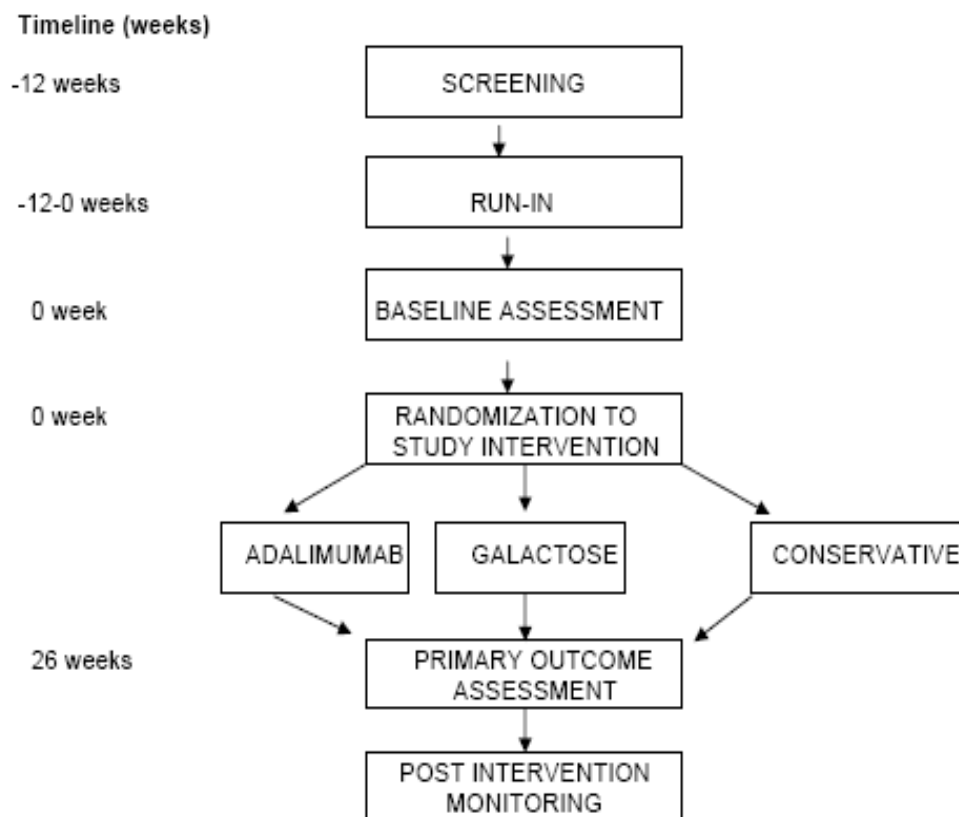 Timeline (weeks)
-12 weeks
SCREENING
-12-0 weeks
RUN-IN
0 week
BASELINE ASSESSMENT
0 week
RANDOMIZATION TO
STUDY INTERVENTION
ADALIMUMAB
GALACTOSE
CONSERVATIVE
26 weeks
PRIMARY OUTCOME
ASSESSMENT
POST INTERVENTION
MONITORING